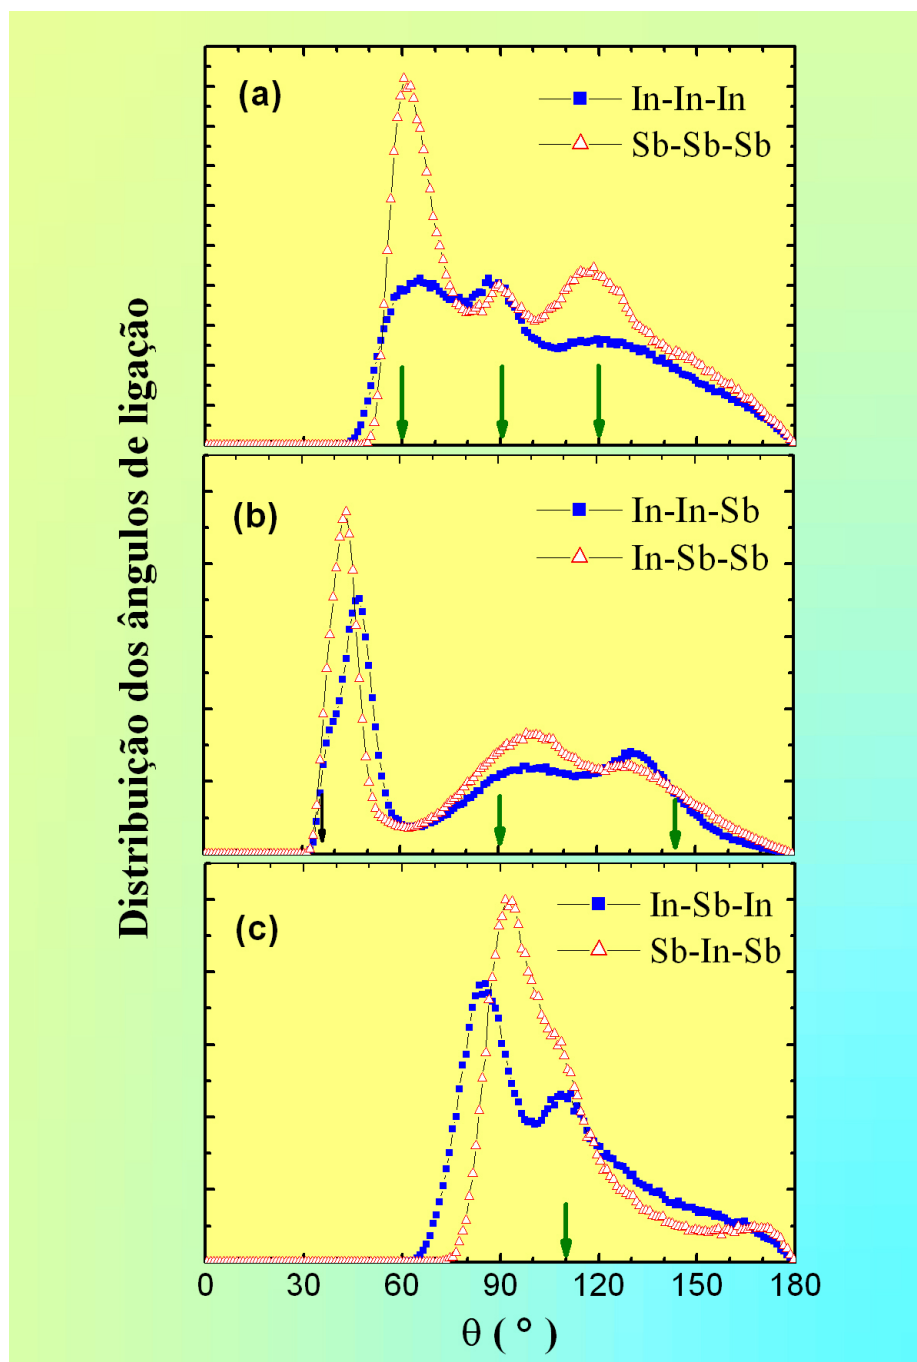 Distribuição dos ângulos de ligação
(a)
In-In-In
Sb-Sb-Sb
(b)
In-In-Sb
In-Sb-Sb
(c)
In-Sb-In
Sb-In-Sb
0 30 60 90 120 150 180
θ ( ° )